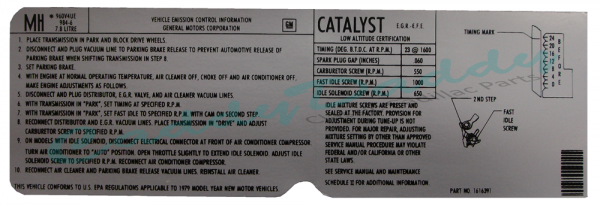 MH
* 960V4UE
984-6
7.0 LITRE
VEHICLE EMISSION CONTROL INFORMATION
GENERAL MOTORS CORPORATION
GM
1. PLACE TRANSMISSION IN PARK AND BLOCK DRIVE WHEELS.
2. DISCONNECT AND PLUG VACUUM LINE TO PARKING BRAKE RELEASE TO PREVENT AUTOMATIC RELEASE OF
PARKING BRAKE WHEN SHIFTING TRANSMISSION IN STEP 8.
3. SET PARKING BRAKE.
4. WITH ENGINE AT NORMAL OPERATING TEMPERATURE, AIR CLEANER OFF, CHOKE OFF AND AIR CONDITIONER OFF
MAKE ENGINE ADJUSTMENTS AS FOLLOWS.
5. DISCONNECT AND PLUG DISTRIBUTOR, E.G.R. VALVE, AND AIR CLEANER VACUUM LINES.
6. WITH TRANSMISSION IN "PARK", SET TIMING AT SPECIFIED R.P.M.
7. WITH TRANSMISSION IN "PARK", SET FAST IDLE TO SPECIFIED R.P.M. WITH CAM ON SECOND STEP.
8. RECONNECT DISTRIBUTOR AND E.G.R. VACUUM LINES. PLACE TRANSMISSION IN "DRIVE" AND ADJUST
CARBURETOR SCREW TO SPECIFIED R.P.M.
9. ON MODELS WITH IDLE SOLENOID, DISCONNECT ELECTRICAL CONNECTOR AT FRONT OF AIR CONDITIONER COMPRESSOR.
TURN AIR CONDITIONER TO "AUTO" POSITION. OPEN THROTTLE SLIGHTLY TO EXTEND IDLE SOLENOID. ADJUST IDLE
SOLENOID SCREW TO SPECIFIED R.P.M. RECONNECT AIR CONDITIONER COMPRESSOR.
10. RECONNECT AIR CLEANER AND PARKING BRAKE RELEASE VACUUM LINES. REINSTALL AIR CLEANER.
THIS VEHICLE CONFORMS TO U.S. EPA REGULATIONS APPLICABLE TO 1979 MODEL YEAR NEW MOTOR VEHICLES.
CATALYST E.G.R.-E.F.E.
LOW ALTITUDE CERTIFICATION
TIMING (DEG. B.T.D.C. AT R.P.M.) 23 @ 1600
SPARK PLUG GAP (IN.) .060
CARBURETOR SCREW (R.P.M.) 550
FAST IDLE SCREW (R.P.M.) 1000
IDLE SOLENOID SCREW (R.P.M.) 650
IDLE MIXTURE SCREWS ARE PRESET AND
SEALED AT THE FACTORY. PROVISION FOR
ADJUSTMENT DURING TUNE-UP IS NOT
PROVIDED. FOR MAJOR REPAIR, ADJUSTING
MIXTURE SETTING BY OTHER THAN APPROVED
SERVICE MANUAL PROCEDURE MAY VIOLATE
FEDERAL AND/OR CALIFORNIA OR OTHER
STATE LAWS.
SEE SERVICE MANUAL AND MAINTENANCE
SCHEDULE II FOR ADDITIONAL INFORMATION.
TIMING MARK
24
20
16
12
8
4
0
BEFORE
2ND STEP
FAST
IDLE
SCREW
PART NO 1616391